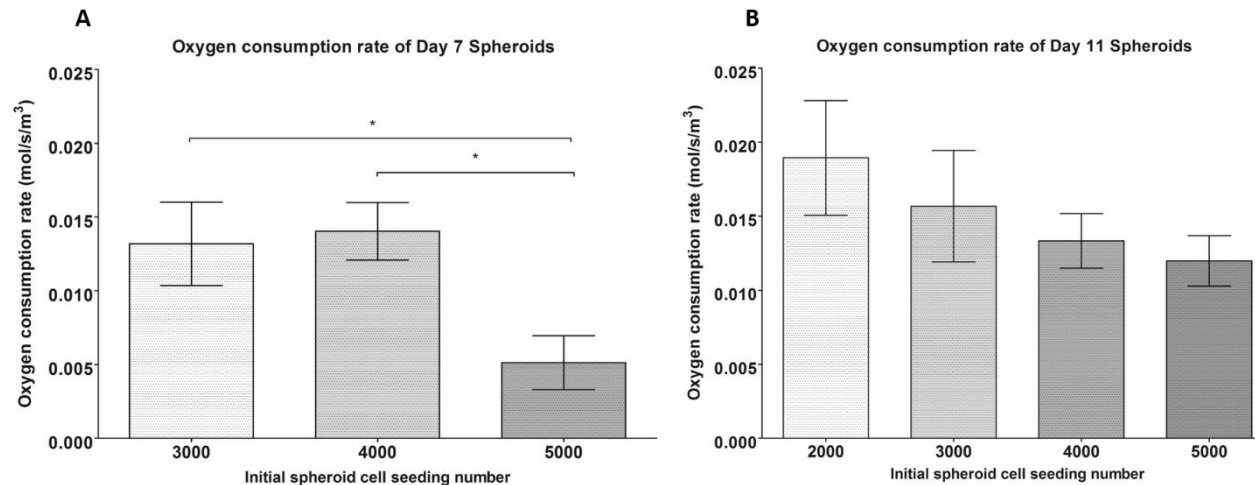 A
Oxygen consumption rate of Day 7 Spheroids
Oxygen consumption rate (mol/s/m³)
0.025
0.020
0.015
0.010
0.005
0.000
*
*
3000 4000 5000
Initial spheroid cell seeding number
B
Oxygen consumption rate of Day 11 Spheroids
Oxygen consumption rate (mol/s/m³)
0.025
0.020
0.015
0.010
0.005
0.000
2000 3000 4000 5000
Initial spheroid cell seeding number